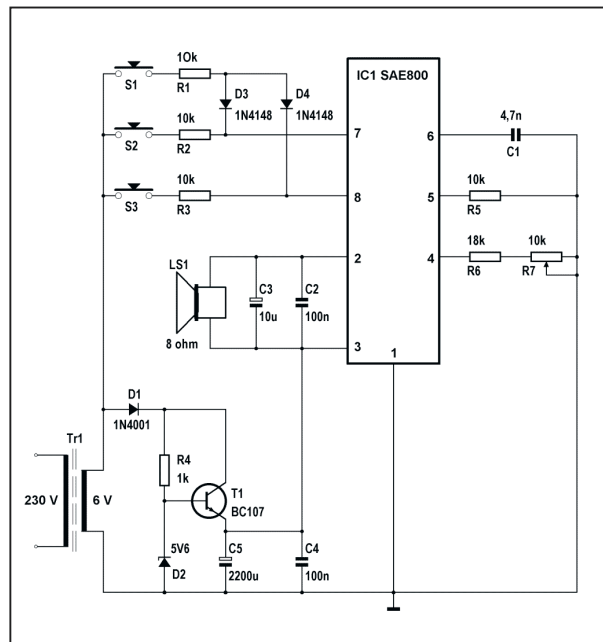 10k
S1
R1
D3
1N4148
D4
1N4148
IC1 SAE800
10k
S2
R2
7
6
4,7n
C1
10k
S3
R3
8
5
10k
R5
2
4
18k
R6
10k
R7
LS1
8 ohm
C3
10u
C2
100n
3
1
D1
1N4001
Tr1
230 V
6 V
R4
1k
T1
BC107
5V6
D2
C5
2200u
C4
100n